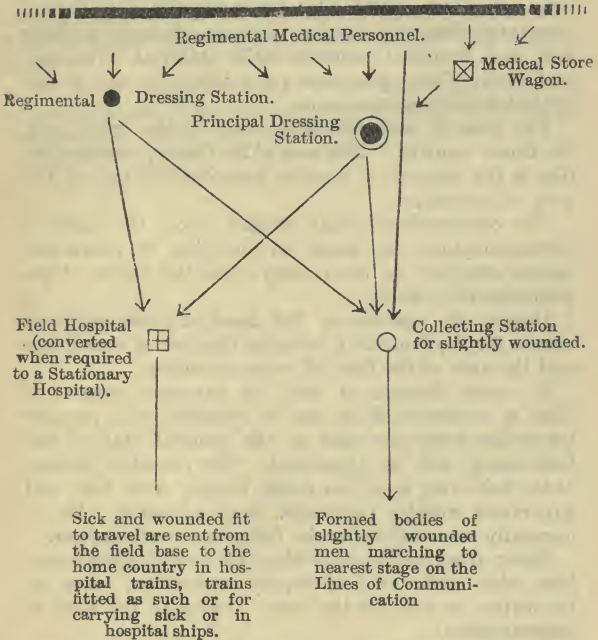 Regimental Medical Personnel.
Medical Store
Wagon.
Regimental
Dressing Station.
Principal Dressing
Station.
Field Hospital
(converted
when required
to a Stationary
Hospital).
Collecting Station
for slightly wounded.
Sick and wounded fit
to travel are sent from
the field base to the
home country in hos-
pital trains, trains
fitted as such or for
carrying sick or in
hospital ships.
Formed bodies of
slightly wounded
men marching to
nearest stage on the
Lines of Communi-
cation